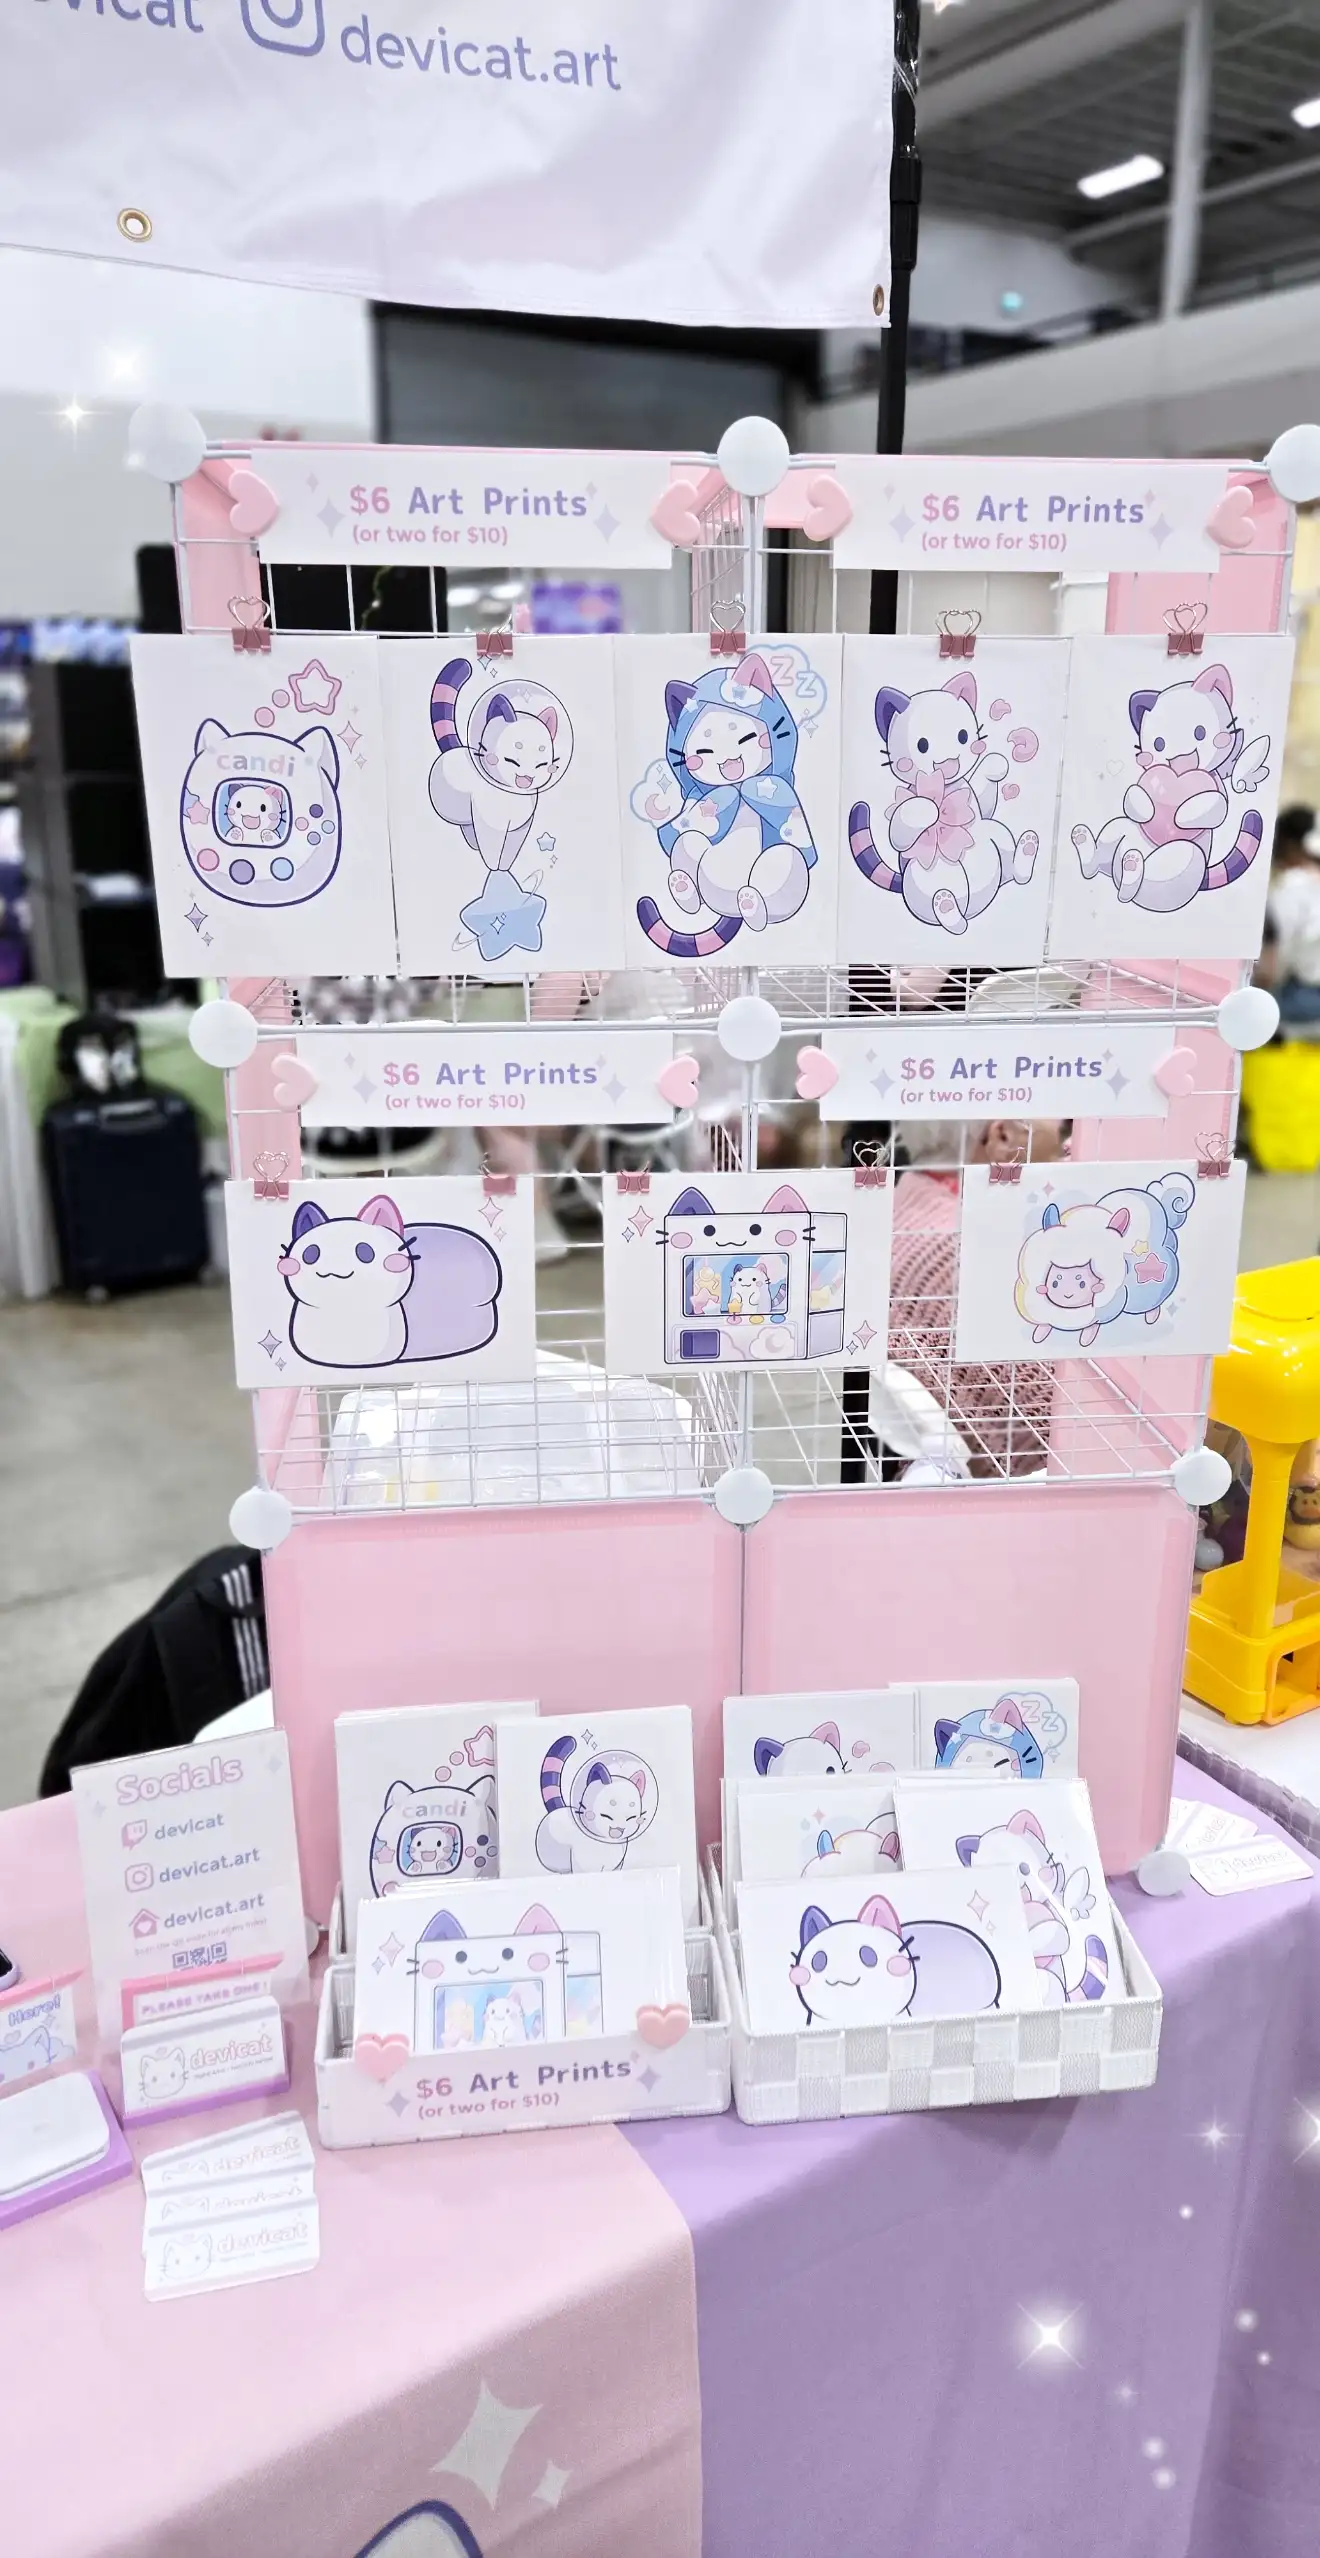 devicat.art
$6 Art Prints
(or two for $10)
$6 Art Prints
(or two for $10)
candi
Z Z
$6 Art Prints
(or two for $10)
$6 Art Prints
(or two for $10)
Socials
devicat
devicat.art
devicat.art
PLEASE TAKE ONE!
Here!
devicat
devicat
devicat
candi
Z Z
$6 Art Prints
(or two for $10)